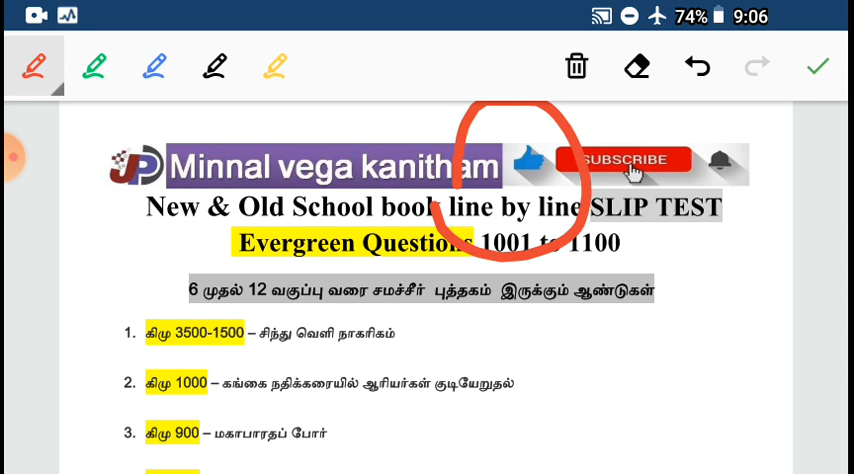 74% 9:06
JP Minnal vega kanitham SUBSCRIBE
New & Old School book line by line SLIP TEST
Evergreen Questions 1001 to 1100
6 முதல் 12 வகுப்பு வரை சமச்சீர் புத்தகம் இருக்கும் ஆண்டுகள்
1. கிமு 3500-1500 – சிந்து வெளி நாகரிகம்
2. கிமு 1000 – கங்கை நதிக்கரையில் ஆரியர்கள் குடியேறுதல்
3. கிமு 900 – மகாபாரதப் போர்